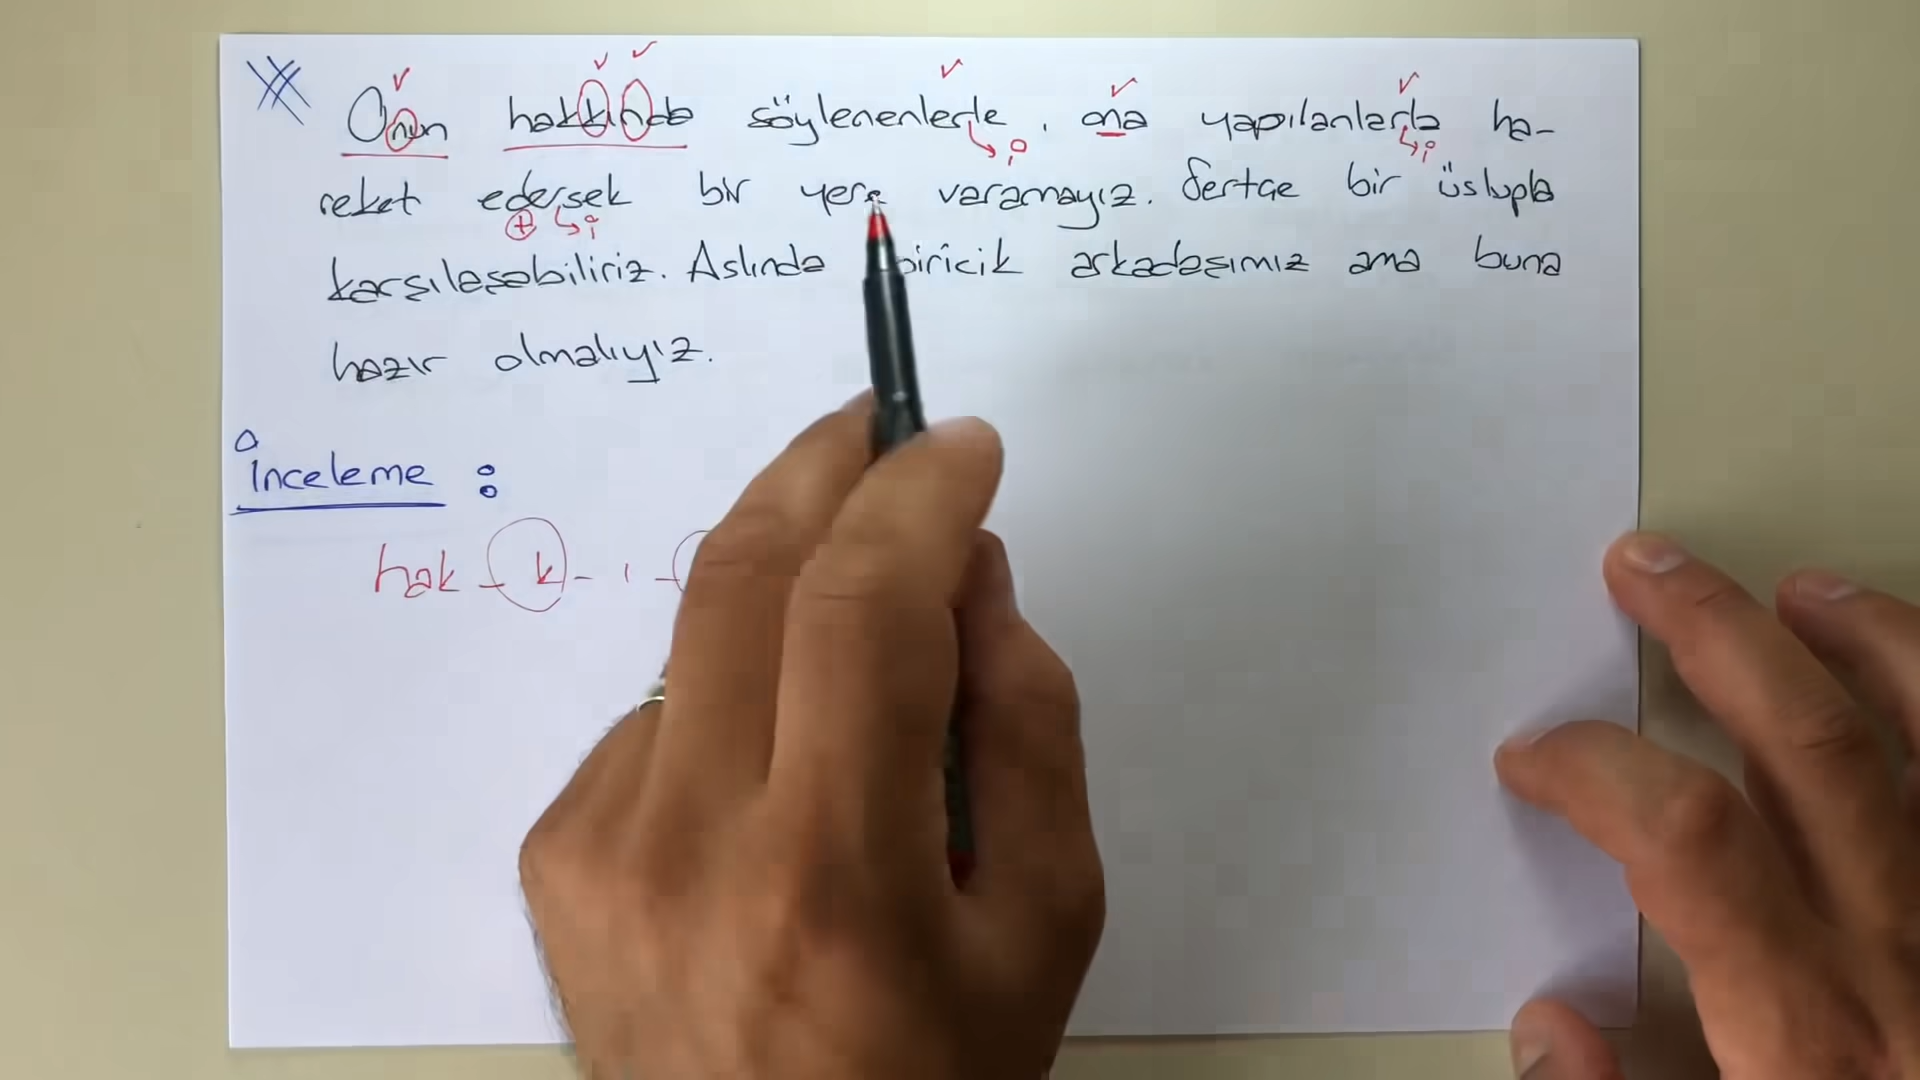 Onun hakkında söylenenlerle, ona yapılanlarla ha-
i i
reket edersek bir yere varamayız. Sertçe bir üslupla
+ i
karşılaşabiliriz. Aslında biricik arkadaşımız ama buna
hazır olmalıyız.
İnceleme :
hak - k - ı -